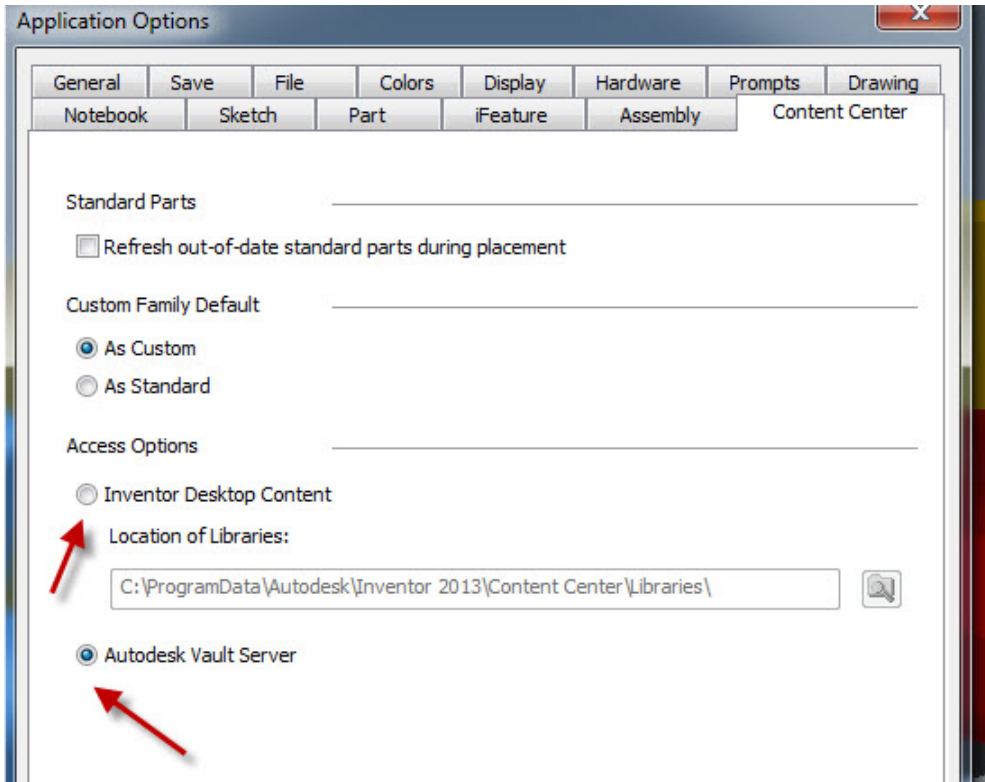 Application Options
General Save File Colors Display Hardware Prompts Drawing
Notebook Sketch Part iFeature Assembly Content Center
Standard Parts
Refresh out-of-date standard parts during placement
Custom Family Default
As Custom
As Standard
Access Options
Inventor Desktop Content
Location of Libraries:
C:\ProgramData\Autodesk\Inventor 2013\Content Center\Libraries\
Autodesk Vault Server